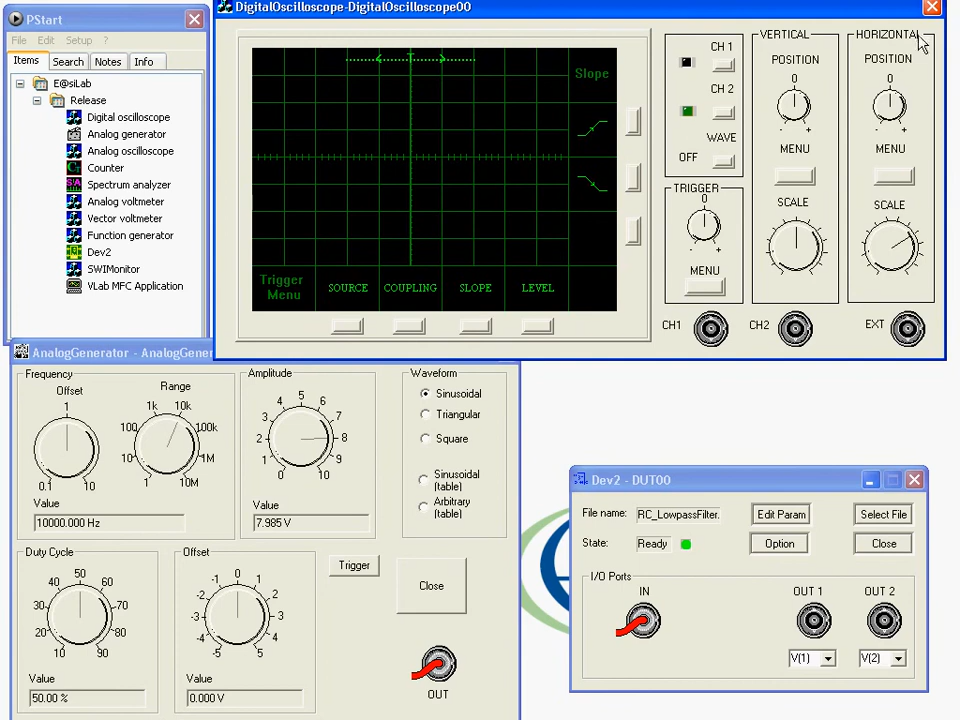 PStart
File Edit Setup ?
Items Search Notes Info
E@siLab
Release
Digital oscilloscope
Analog generator
Analog oscilloscope
Counter
Spectrum analyzer
Analog voltmeter
Vector voltmeter
Function generator
Dev2
SWIMonitor
VLab MFC Application
DigitalOscilloscope-DigitalOscilloscope00
T
Slope
Trigger
Menu
SOURCE COUPLING SLOPE LEVEL
CH 1
CH 2
WAVE
OFF
TRIGGER
0
- +
MENU
VERTICAL
POSITION
0
- +
MENU
SCALE
HORIZONTAL
POSITION
0
- +
MENU
SCALE
CH1 CH2 EXT
AnalogGenerator - AnalogGener
Frequency
Offset
1
0.1 10
Range
1k 10k
100 100k
10 1M
1 10M
Value
10000.000 Hz
Amplitude
4 5 6
3 7
2 8
1 9
0 10
Value
7.985 V
Waveform
Sinusoidal
Triangular
Square
Sinusoidal
(table)
Arbitrary
(table)
Duty Cycle
50
40 60
30 70
20 80
10 90
Value
50.00 %
Offset
0
-1 1
-2 2
-3 3
-4 4
-5 5
Value
0.000 V
Trigger
Close
OUT
Dev2 - DUT00
File name: RC_LowpassFilter. Edit Param Select File
State: Ready Option Close
I/O Ports
IN OUT 1 OUT 2
V(1) V(2)